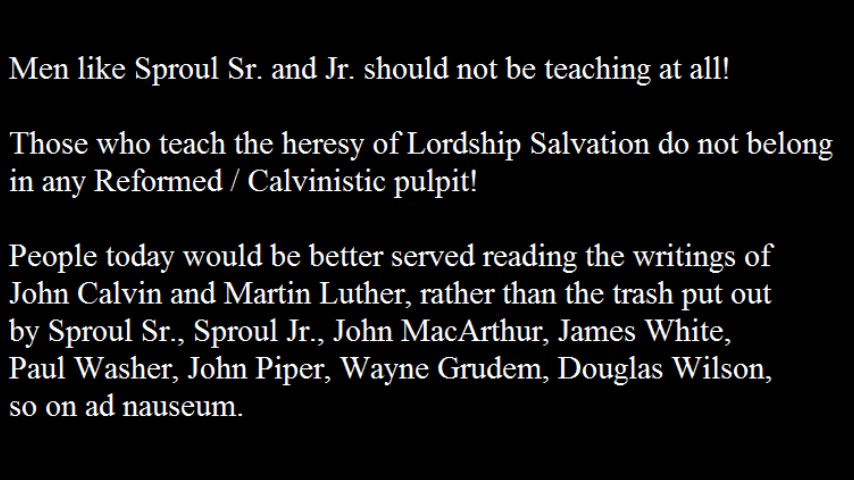 Men like Sproul Sr. and Jr. should not be teaching at all!
Those who teach the heresy of Lordship Salvation do not belong
in any Reformed / Calvinistic pulpit!
People today would be better served reading the writings of
John Calvin and Martin Luther, rather than the trash put out
by Sproul Sr., Sproul Jr., John MacArthur, James White,
Paul Washer, John Piper, Wayne Grudem, Douglas Wilson,
so on ad nauseum.